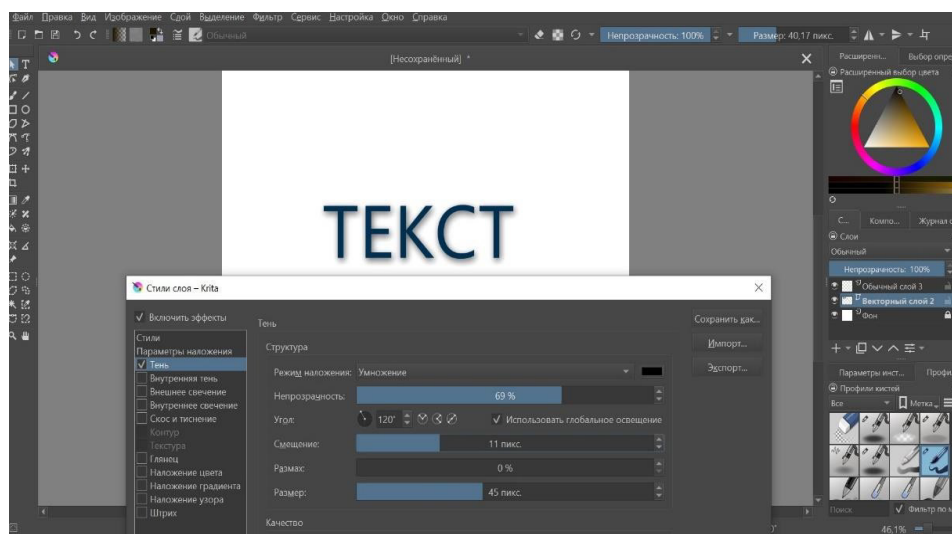 Файл Правка Вид Изображение Слой Выделение Фильтр Сервис Настройка Окно Справка
Обычный
Непрозрачность: 100%
Размер: 40,17 пикс.
[Несохранённый] *
Расширенн...
Выбор опре
Расширенный выбор цвета
ТЕКСТ
С...
Компо...
Журнал о
Слои
Обычный
Непрозрачность: 100%
Обычный слой 3
Векторный слой 2
Фон
Параметры инст...
Профи
Профили кистей
Все
Метка
Поиск
Фильтр по м
46,1%
Стили слоя – Krita
Включить эффекты
Стили
Параметры наложения
Тень
Внутренняя тень
Внешнее свечение
Внутреннее свечение
Скос и тиснение
Контур
Текстура
Глянец
Наложение цвета
Наложение градиента
Наложение узора
Штрих
Тень
Структура
Режим наложения: Умножение
Непрозрачность: 69 %
Угол: 120° Использовать глобальное освещение
Смещение: 11 пикс.
Размах: 0 %
Размер: 45 пикс.
Качество
Сохранить как...
Импорт...
Экспорт...